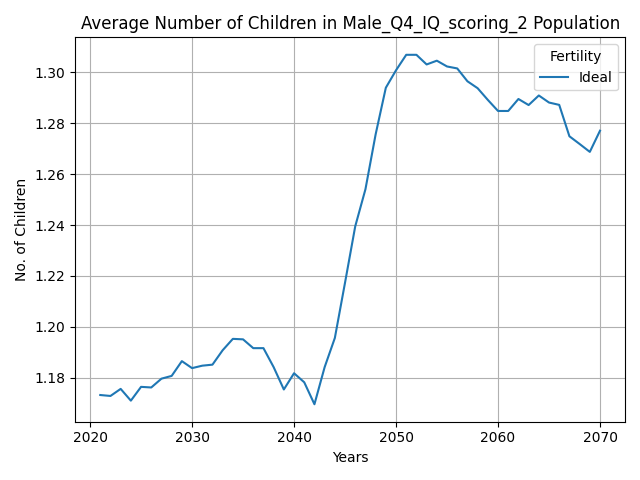 Average Number of Children in Male_Q4_IQ_scoring_2 Population
Fertility
Ideal
No. of Children
1.30
1.28
1.26
1.24
1.22
1.20
1.18
2020 2030 2040 2050 2060 2070
Years